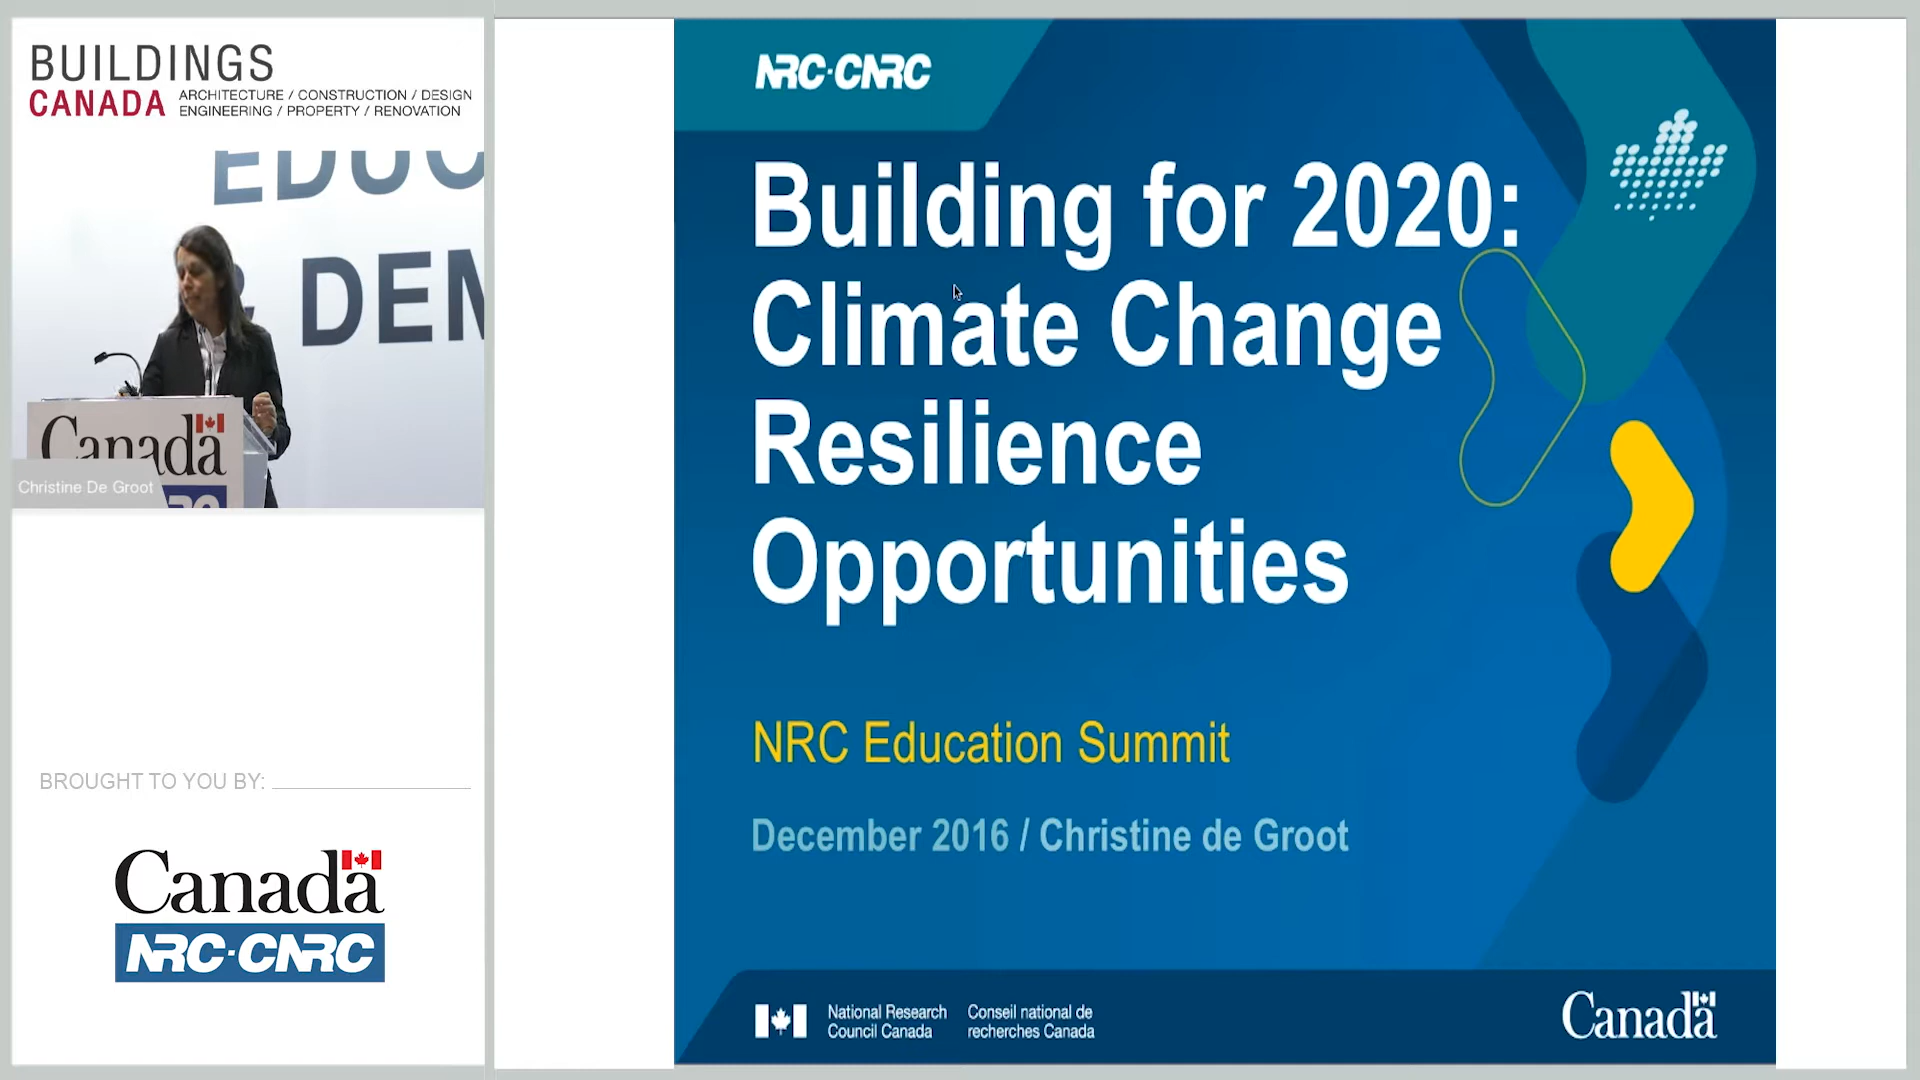 BUILDINGS
CANADA ARCHITECTURE / CONSTRUCTION / DESIGN
ENGINEERING / PROPERTY / RENOVATION
EDUC
& DEM
Canada
Christine De Groot
BROUGHT TO YOU BY:
Canada
NRC·CNRC
NRC·CNRC
Building for 2020:
Climate Change
Resilience
Opportunities
NRC Education Summit
December 2016 / Christine de Groot
National Research Council Canada
Conseil national de recherches Canada
Canada